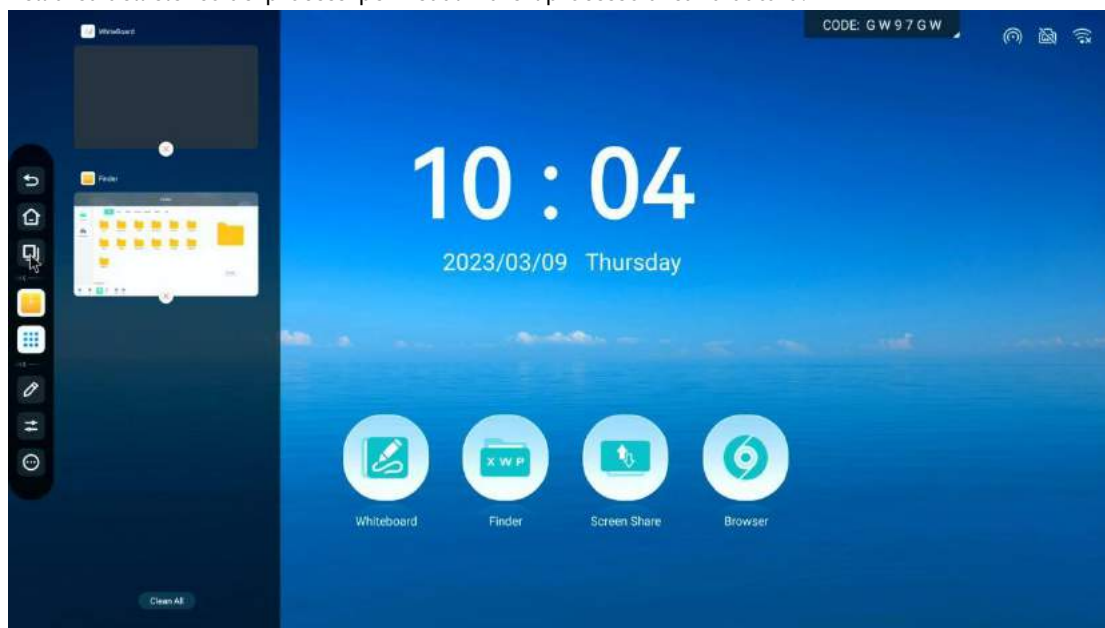 CODE: G W 9 7 G W
WhiteBoard
Finder
10 : 04
2023/03/09 Thursday
X W P
Whiteboard
Finder
Screen Share
Browser
Clean All